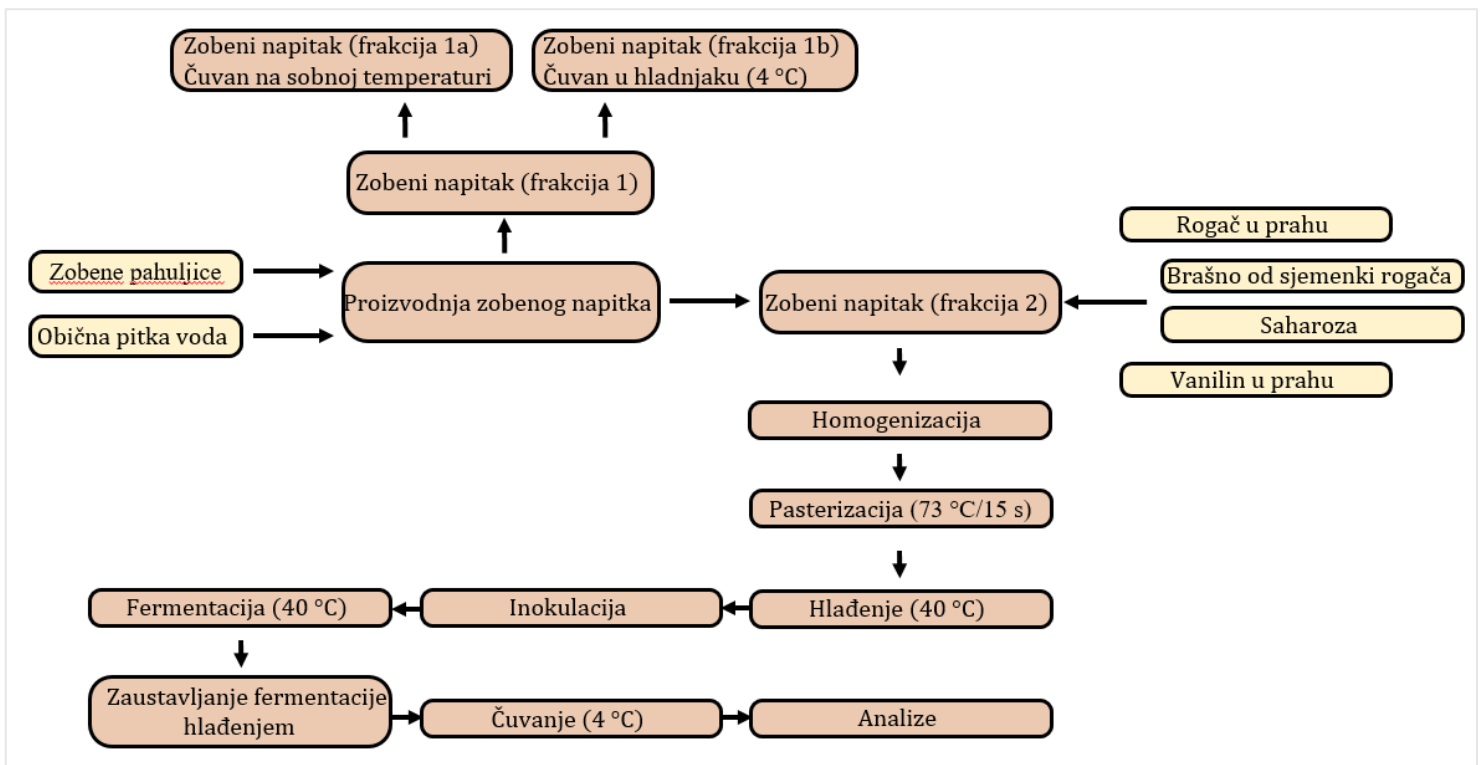 Zobeni napitak (frakcija 1a)
Čuvan na sobnoj temperaturi
Zobeni napitak (frakcija 1b)
Čuvan u hladnjaku (4 °C)
Zobeni napitak (frakcija 1)
Zobene pahuljice
Obična pitka voda
Proizvodnja zobenog napitka
Zobeni napitak (frakcija 2)
Rogač u prahu
Brašno od sjemenki rogača
Saharoza
Vanilin u prahu
Homogenizacija
Pasterizacija (73 °C/15 s)
Hlađenje (40 °C)
Inokulacija
Fermentacija (40 °C)
Zaustavljanje fermentacije
hlađenjem
Čuvanje (4 °C)
Analize